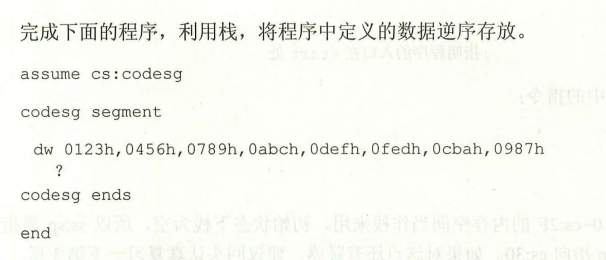 完成下面的程序，利用栈，将程序中定义的数据逆序存放。
assume cs:codesg
codesg segment
dw 0123h,0456h,0789h,0abch,0defh,0fedh,0cbah,0987h
?
codesg ends
end